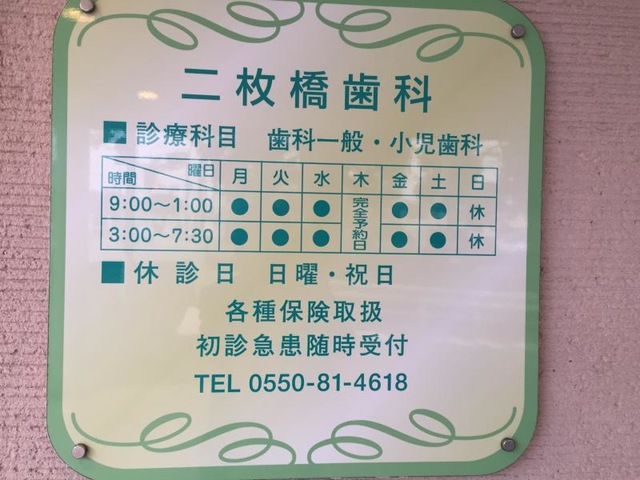 二枚橋歯科
■ 診療科目 歯科一般・小児歯科
時間 曜日 月 火 水 木 金 土 日
9:00～1:00 ● ● ● 完全予約日 ● ● 休
3:00～7:30 ● ● ● ● ● 休
■ 休診日 日曜・祝日
各種保険取扱
初診急患随時受付
TEL 0550-81-4618